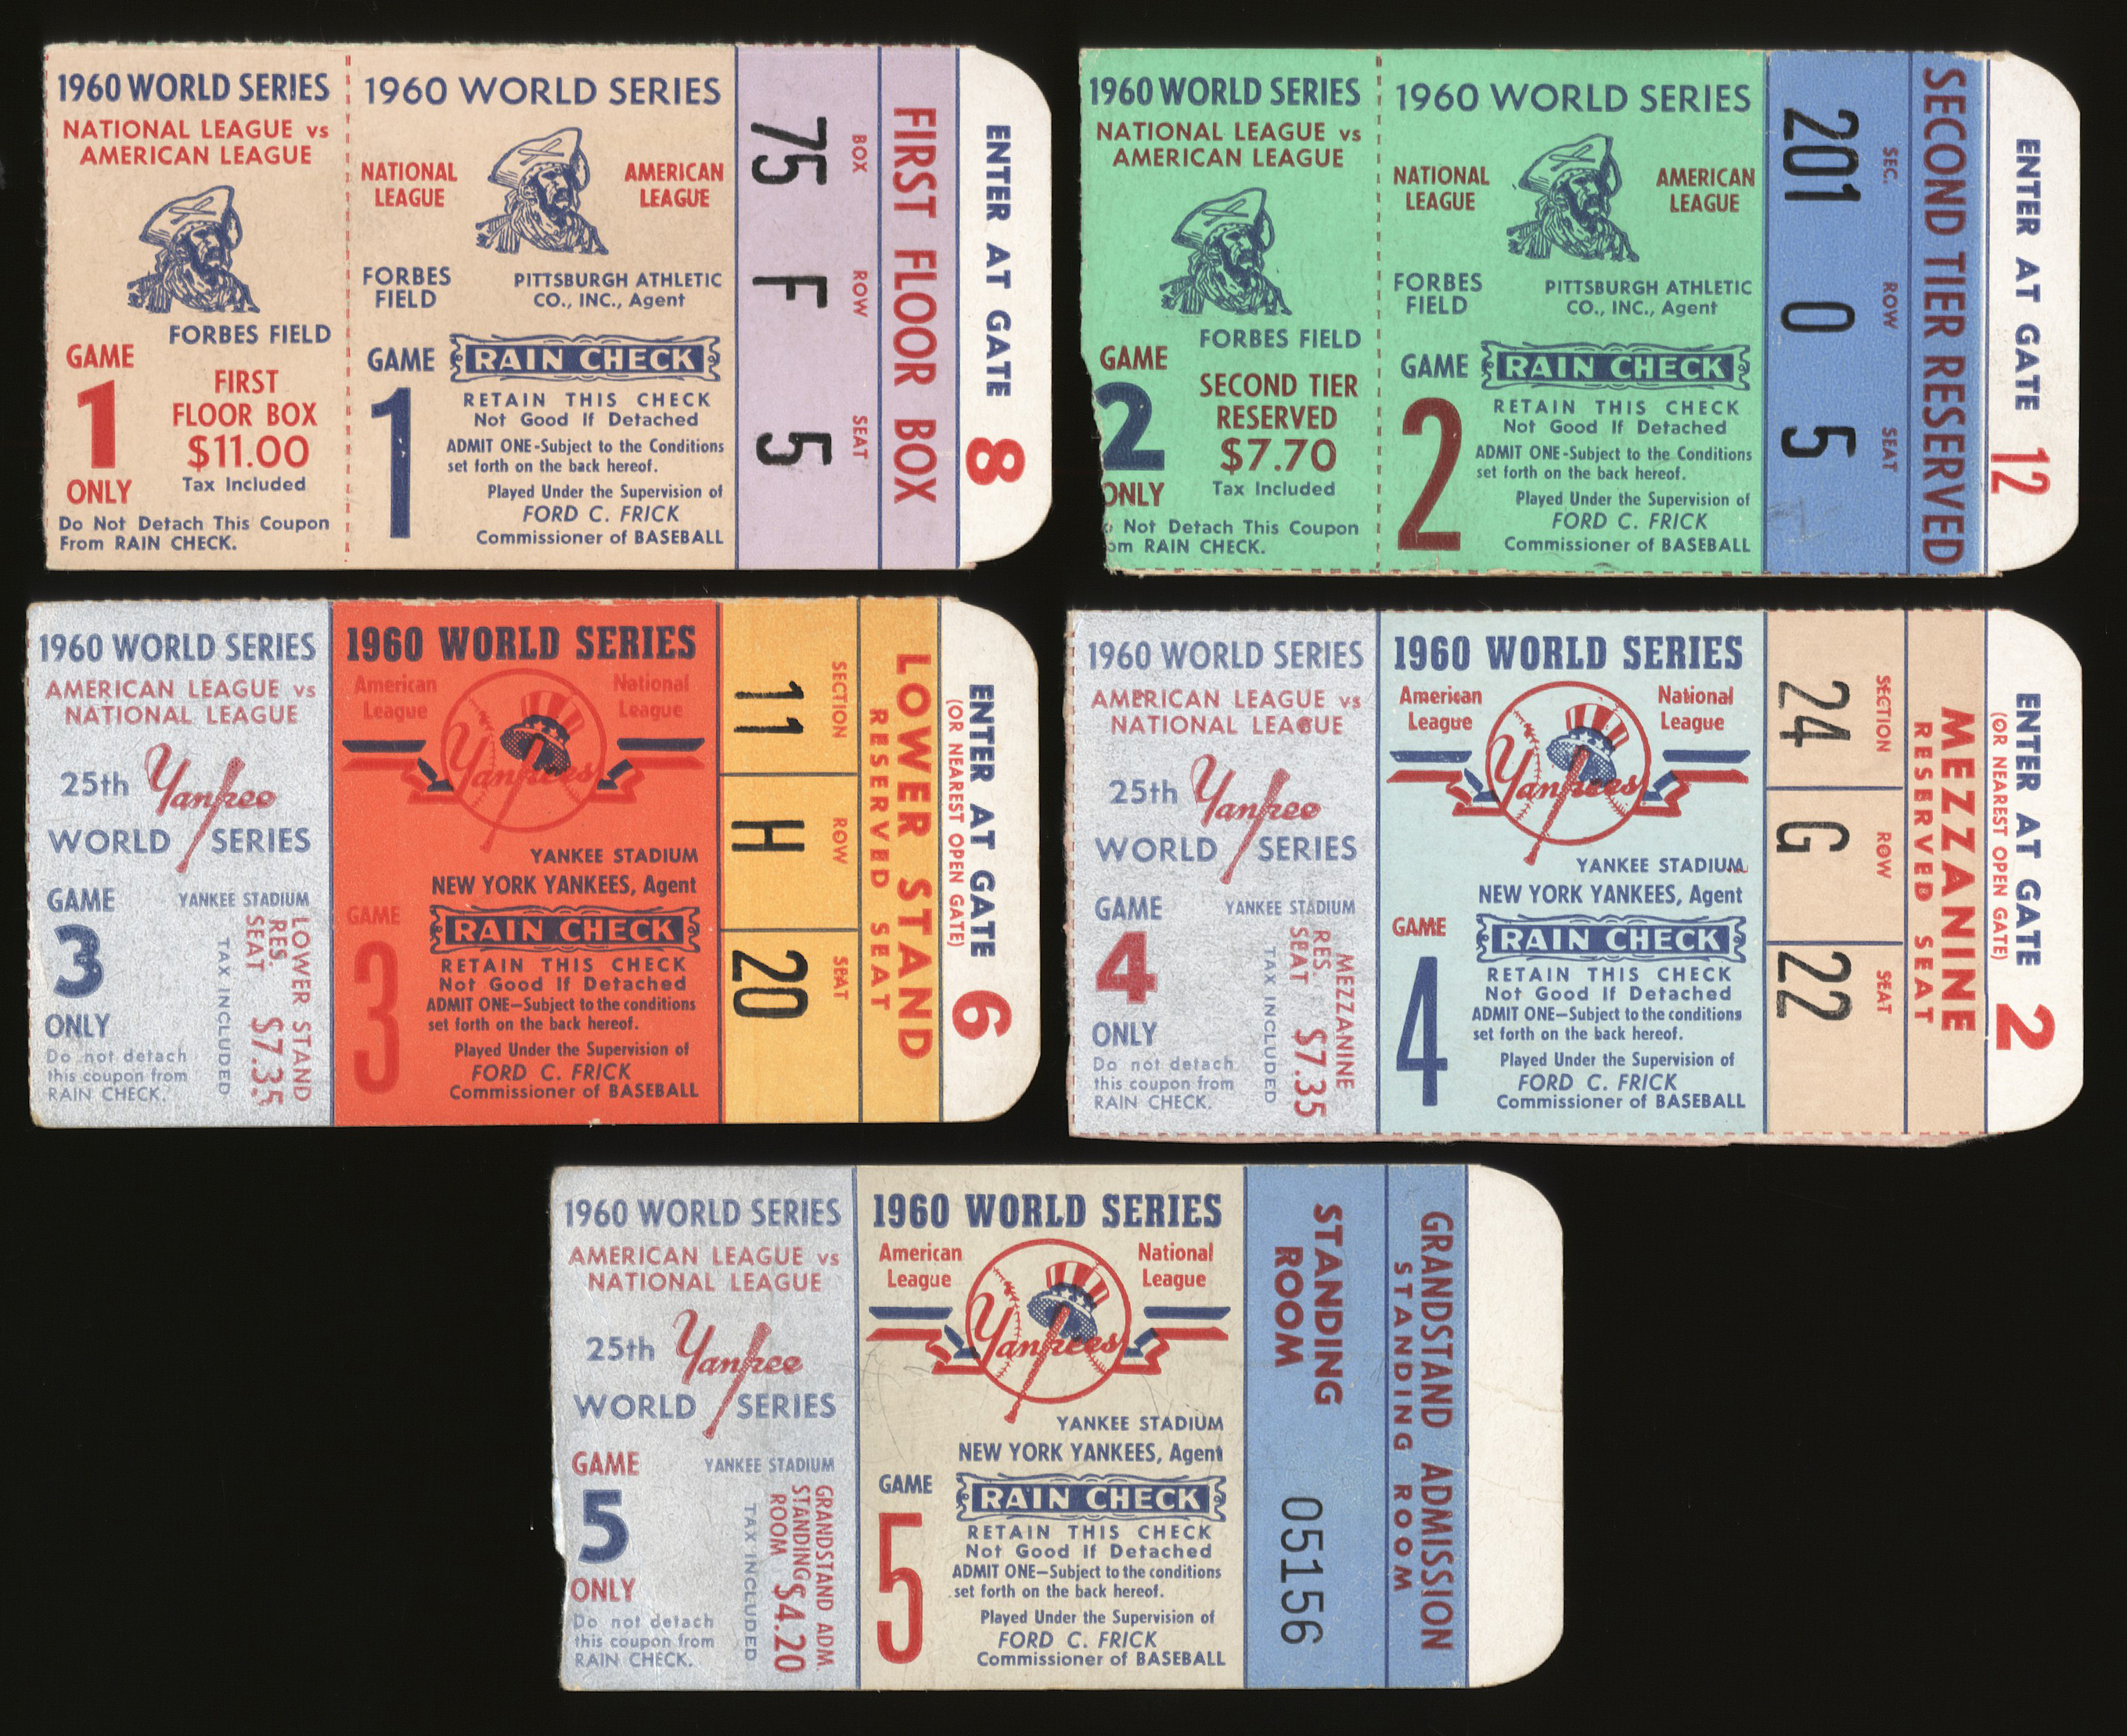 1960 WORLD SERIES
NATIONAL LEAGUE vs
AMERICAN LEAGUE
FORBES FIELD
GAME
1
ONLY
FIRST
FLOOR BOX
$11.00
Tax Included
Do Not Detach This Coupon
From RAIN CHECK.
1960 WORLD SERIES
NATIONAL
LEAGUE
AMERICAN
LEAGUE
FORBES
FIELD
PITTSBURGH ATHLETIC
CO., INC., Agent
GAME
1
RAIN CHECK
RETAIN THIS CHECK
Not Good If Detached
ADMIT ONE-Subject to the Conditions
set forth on the back hereof.
Played Under the Supervision of
FORD C. FRICK
Commissioner of BASEBALL
BOX 75
ROW F
SEAT 5
FIRST FLOOR BOX
ENTER AT GATE 8
1960 WORLD SERIES
NATIONAL LEAGUE vs
AMERICAN LEAGUE
FORBES FIELD
GAME
2
ONLY
SECOND TIER
RESERVED
$7.70
Tax Included
Not Detach This Coupon
om RAIN CHECK.
1960 WORLD SERIES
NATIONAL
LEAGUE
AMERICAN
LEAGUE
FORBES
FIELD
PITTSBURGH ATHLETIC
CO., INC., Agent
GAME
2
RAIN CHECK
RETAIN THIS CHECK
Not Good If Detached
ADMIT ONE-Subject to the Conditions
set forth on the back hereof.
Played Under the Supervision of
FORD C. FRICK
Commissioner of BASEBALL
SEC. 201
ROW O
SEAT 5
SECOND TIER RESERVED
ENTER AT GATE 12
1960 WORLD SERIES
AMERICAN LEAGUE vs
NATIONAL LEAGUE
25th Yankee
WORLD SERIES
GAME
3
ONLY
YANKEE STADIUM
LOWER STAND
RES.
SEAT $7.35
TAX INCLUDED
Do not detach
this coupon from
RAIN CHECK.
1960 WORLD SERIES
American
League
National
League
Yankees
YANKEE STADIUM
NEW YORK YANKEES, Agent
GAME
3
RAIN CHECK
RETAIN THIS CHECK
Not Good If Detached
ADMIT ONE—Subject to the conditions
set forth on the back hereof.
Played Under the Supervision of
FORD C. FRICK
Commissioner of BASEBALL
SECTION 11
ROW H
SEAT 20
LOWER STAND
RESERVED SEAT
ENTER AT GATE 6
(OR NEAREST OPEN GATE)
1960 WORLD SERIES
AMERICAN LEAGUE vs
NATIONAL LEAGUE
25th Yankee
WORLD SERIES
GAME
4
ONLY
YANKEE STADIUM
MEZZANINE
RES.
SEAT $7.35
TAX INCLUDED
Do not detach
this coupon from
RAIN CHECK.
1960 WORLD SERIES
American
League
National
League
Yankees
YANKEE STADIUM
NEW YORK YANKEES, Agent
GAME
4
RAIN CHECK
RETAIN THIS CHECK
Not Good If Detached
ADMIT ONE—Subject to the conditions
set forth on the back hereof.
Played Under the Supervision of
FORD C. FRICK
Commissioner of BASEBALL
SECTION 24
ROW G
SEAT 22
MEZZANINE
RESERVED SEAT
ENTER AT GATE 2
(OR NEAREST OPEN GATE)
1960 WORLD SERIES
AMERICAN LEAGUE vs
NATIONAL LEAGUE
25th Yankee
WORLD SERIES
GAME
5
ONLY
YANKEE STADIUM
GRANDSTAND ADM.
STANDING
ROOM $4.20
TAX INCLUDED
Do not detach
this coupon from
RAIN CHECK.
1960 WORLD SERIES
American
League
National
League
Yankees
YANKEE STADIUM
NEW YORK YANKEES, Agent
GAME
5
RAIN CHECK
RETAIN THIS CHECK
Not Good If Detached
ADMIT ONE—Subject to the conditions
set forth on the back hereof.
Played Under the Supervision of
FORD C. FRICK
Commissioner of BASEBALL
STANDING
ROOM
05156
GRANDSTAND ADMISSION
STANDING ROOM